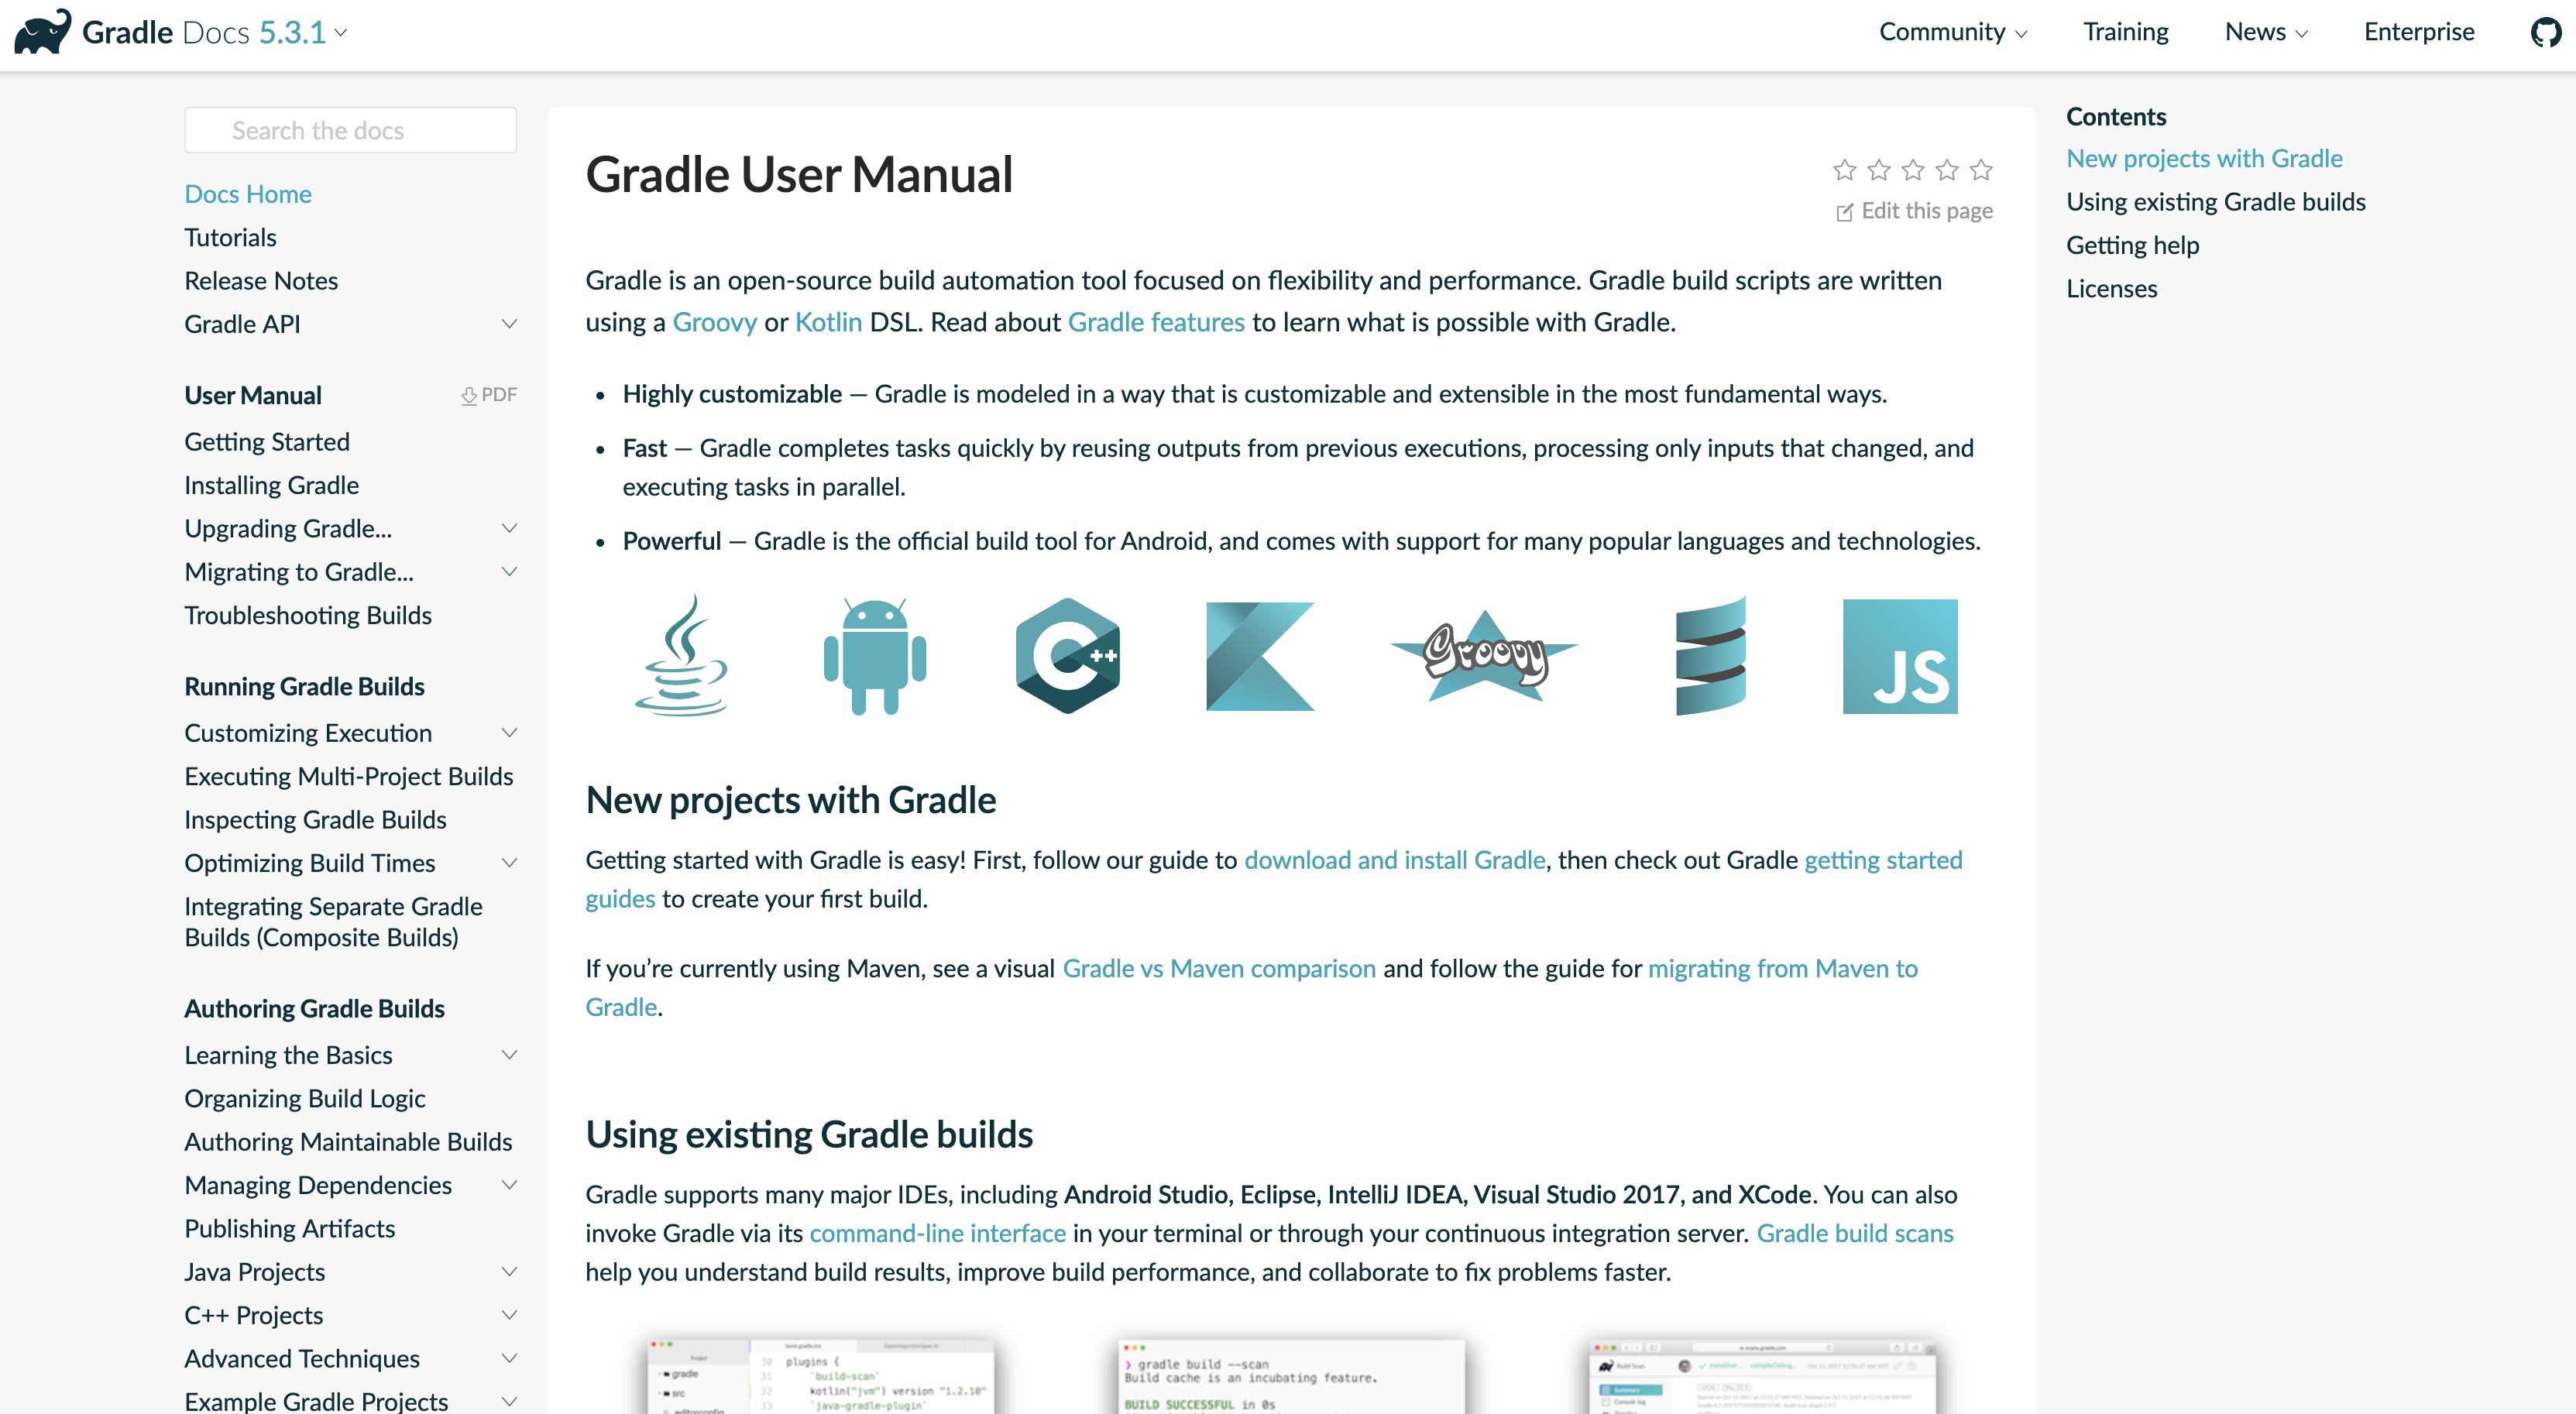 Gradle Docs 5.3.1
Community
Training
News
Enterprise
Search the docs
Docs Home
Tutorials
Release Notes
Gradle API
User Manual
PDF
Getting Started
Installing Gradle
Upgrading Gradle...
Migrating to Gradle...
Troubleshooting Builds
Running Gradle Builds
Customizing Execution
Executing Multi-Project Builds
Inspecting Gradle Builds
Optimizing Build Times
Integrating Separate Gradle
Builds (Composite Builds)
Authoring Gradle Builds
Learning the Basics
Organizing Build Logic
Authoring Maintainable Builds
Managing Dependencies
Publishing Artifacts
Java Projects
C++ Projects
Advanced Techniques
Example Gradle Projects
Gradle User Manual
Edit this page
Gradle is an open-source build automation tool focused on flexibility and performance. Gradle build scripts are written
using a Groovy or Kotlin DSL. Read about Gradle features to learn what is possible with Gradle.
• Highly customizable — Gradle is modeled in a way that is customizable and extensible in the most fundamental ways.
• Fast — Gradle completes tasks quickly by reusing outputs from previous executions, processing only inputs that changed, and
executing tasks in parallel.
• Powerful — Gradle is the official build tool for Android, and comes with support for many popular languages and technologies.
C++
Groovy
JS
New projects with Gradle
Getting started with Gradle is easy! First, follow our guide to download and install Gradle, then check out Gradle getting started
guides to create your first build.
If you’re currently using Maven, see a visual Gradle vs Maven comparison and follow the guide for migrating from Maven to
Gradle.
Using existing Gradle builds
Gradle supports many major IDEs, including Android Studio, Eclipse, IntelliJ IDEA, Visual Studio 2017, and XCode. You can also
invoke Gradle via its command-line interface in your terminal or through your continuous integration server. Gradle build scans
help you understand build results, improve build performance, and collaborate to fix problems faster.
Project
gradle
src
.editorconfig
30 plugins {
31 `build-scan`
32 kotlin("jvm") version "1.2.10"
33 `java-gradle-plugin`
❯ gradle build --scan
Build cache is an incubating feature.
BUILD SUCCESSFUL in 0s
Build Scan
Summary
Console log
Contents
New projects with Gradle
Using existing Gradle builds
Getting help
Licenses